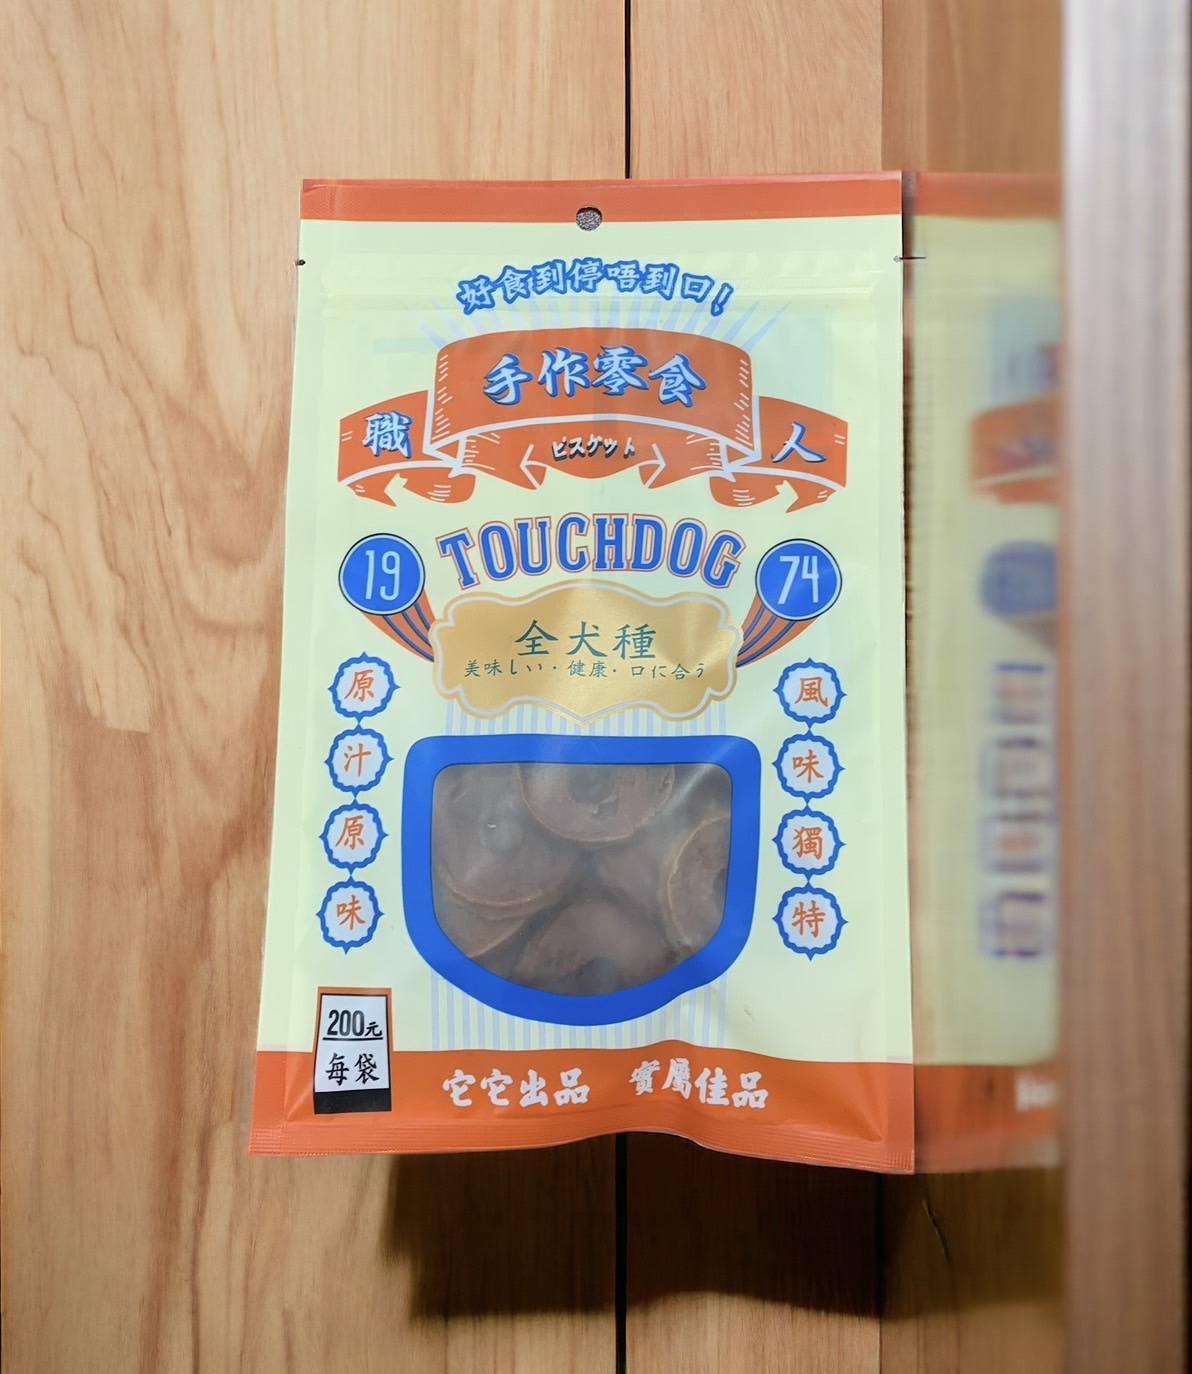 好食到停唔到口!
手作零食
職人
ビスケット
TOUCHDOG
1974
全犬種
美味しい・健康・口に合う
原汁原味
風味獨特
200元
每袋
它它出品 實屬佳品